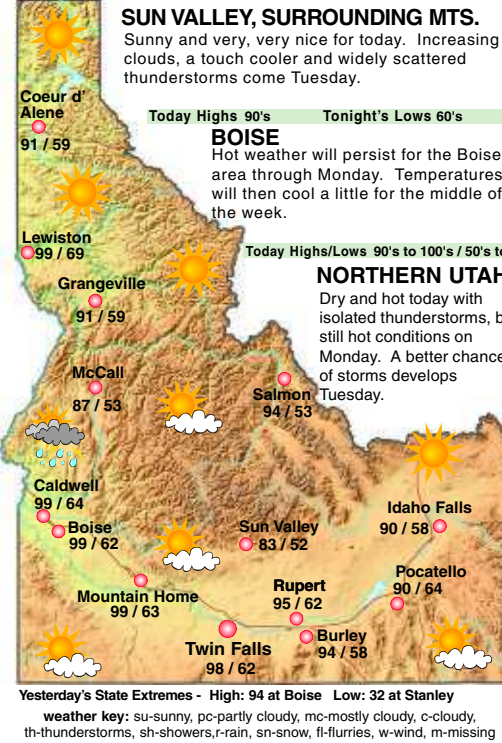 SUN VALLEY, SURROUNDING MTS.
Sunny and very, very nice for today. Increasing
clouds, a touch cooler and widely scattered
thunderstorms come Tuesday.
Today Highs 90's Tonight's Lows 60's
BOISE
Hot weather will persist for the Boise
area through Monday. Temperatures
will then cool a little for the middle of
the week.
Today Highs/Lows 90's to 100's / 50's
NORTHERN UTAH
Dry and hot today with
isolated thunderstorms,
still hot conditions on
Monday. A better chance
of storms develops
Tuesday.
Coeur d'
Alene
91 / 59
Lewiston
99 / 69
Grangeville
91 / 59
McCall
87 / 53
Salmon
94 / 53
Caldwell
99 / 64
Boise
99 / 62
Sun Valley
83 / 52
Idaho Falls
90 / 58
Mountain Home
99 / 63
Rupert
95 / 62
Pocatello
90 / 64
Twin Falls
98 / 62
Burley
94 / 58
Yesterday's State Extremes - High: 94 at Boise Low: 32 at Stanley
weather key: su-sunny, pc-partly cloudy, mc-mostly cloudy, c-cloudy,
th-thunderstorms, sh-showers,r-rain, sn-snow, fl-flurries, w-wind, m-missing